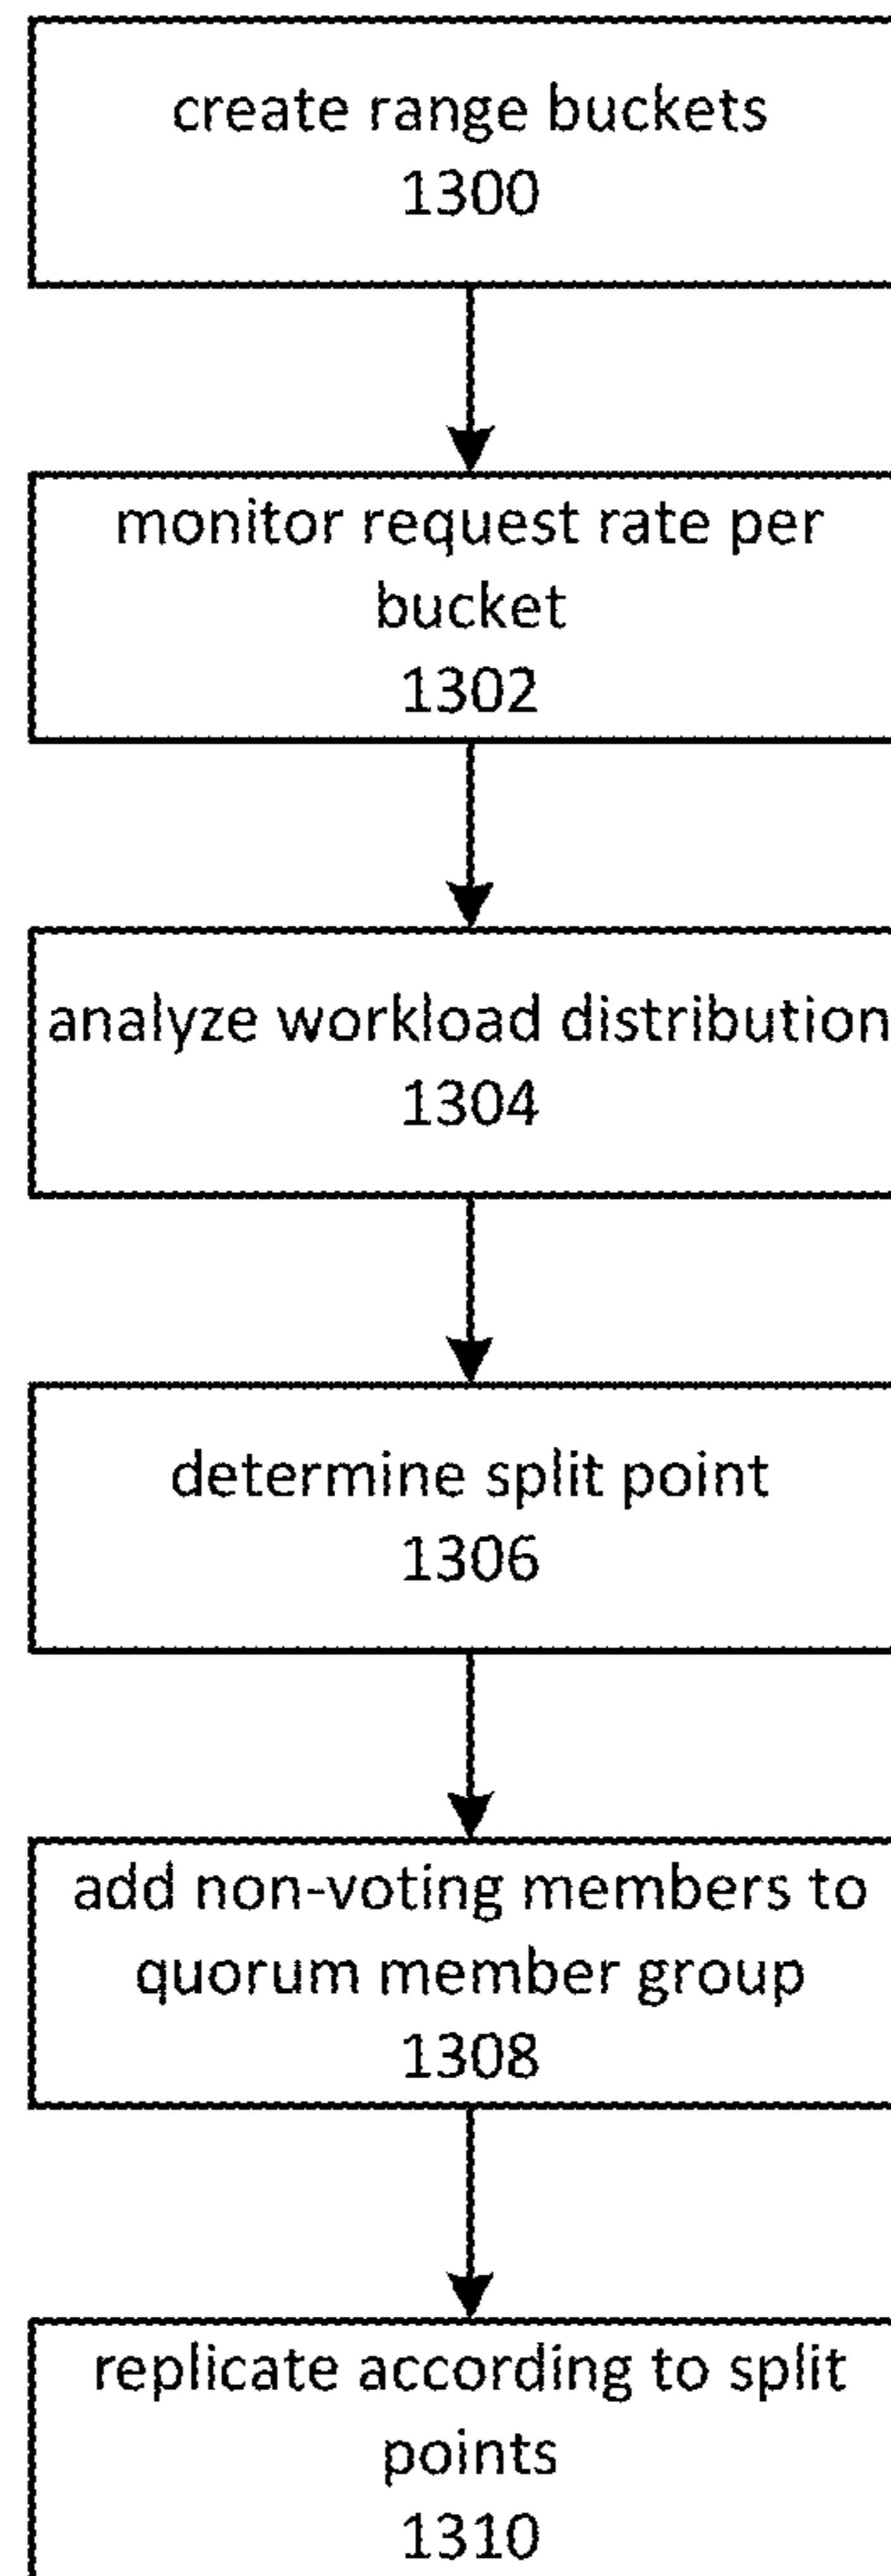 create range buckets
1300
monitor request rate per
bucket
1302
analyze workload distribution
1304
determine split point
1306
add non-voting members to
quorum member group
1308
replicate according to split
points
1310